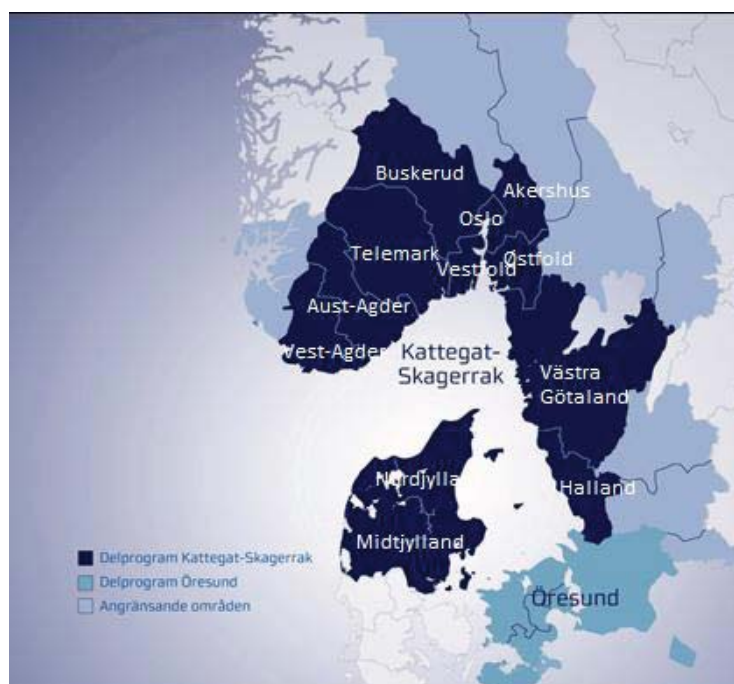 Buskerud
Akershus
Oslo
Telemark
Vestfold
Østfold
Aust-Agder
Vest-Agder
Kattegat-
Skagerrak
Västra
Götaland
Nordjylla
Halland
Midtjylland
Delprogram Kattegat-Skagerrak
Delprogram Öresund
Angränsande områden
Öresund